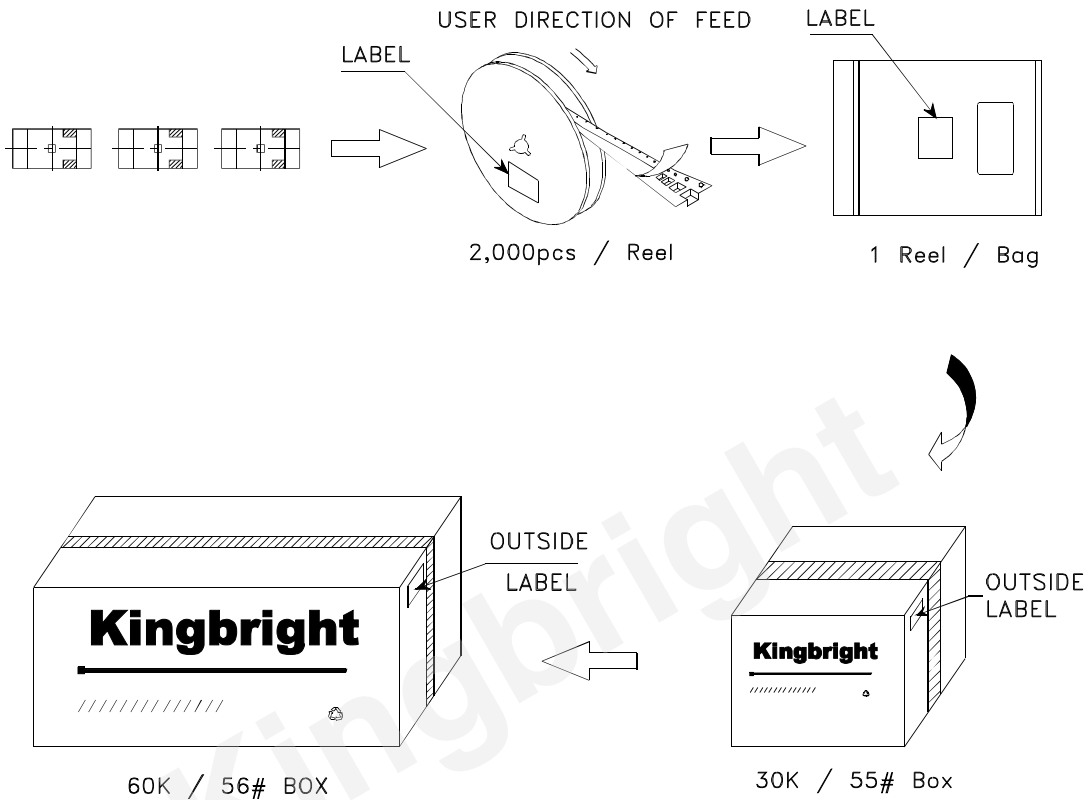 USER DIRECTION OF FEED
LABEL
LABEL
2,000pcs / Reel
1 Reel / Bag
OUTSIDE
LABEL
OUTSIDE
LABEL
Kingbright
Kingbright
60K / 56# BOX
30K / 55# Box
Kingbright